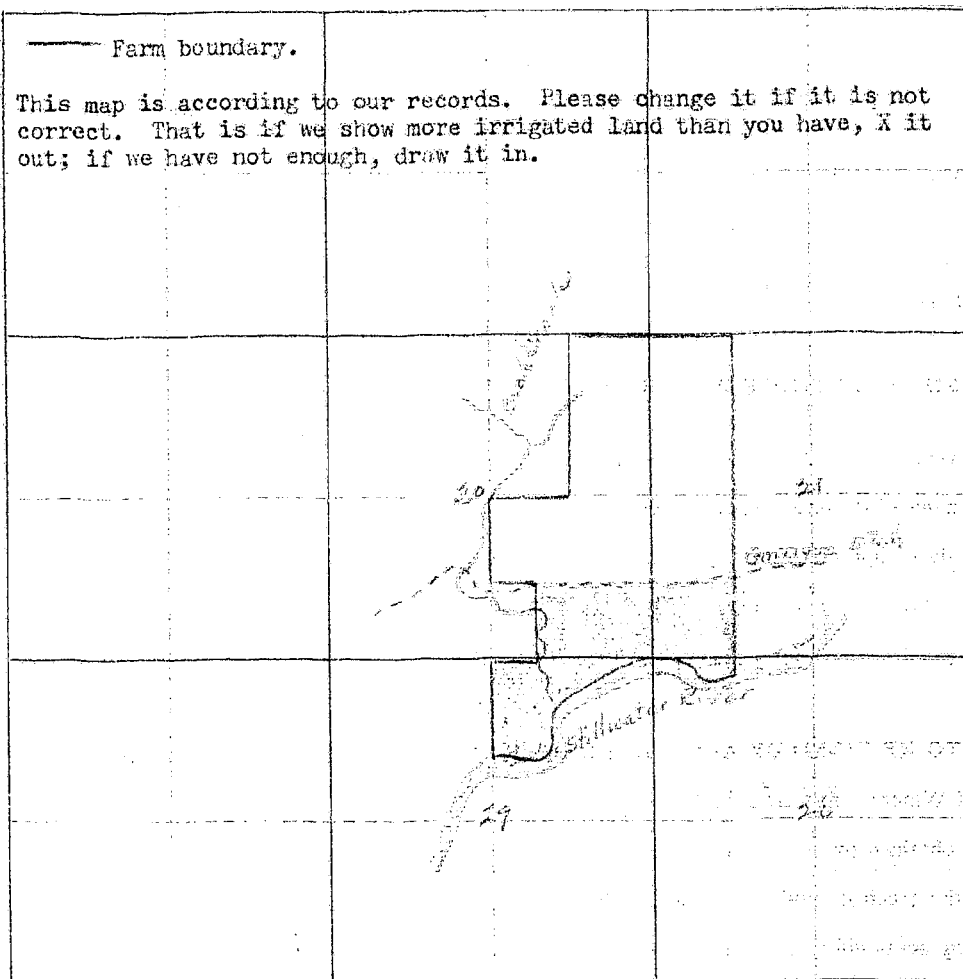 Farm boundary.
This map is according to our records. Please change it if it is not
correct. That is if we show more irrigated land than you have, X it
out; if we have not enough, draw it in.
20
21
Stillwater River
29
28